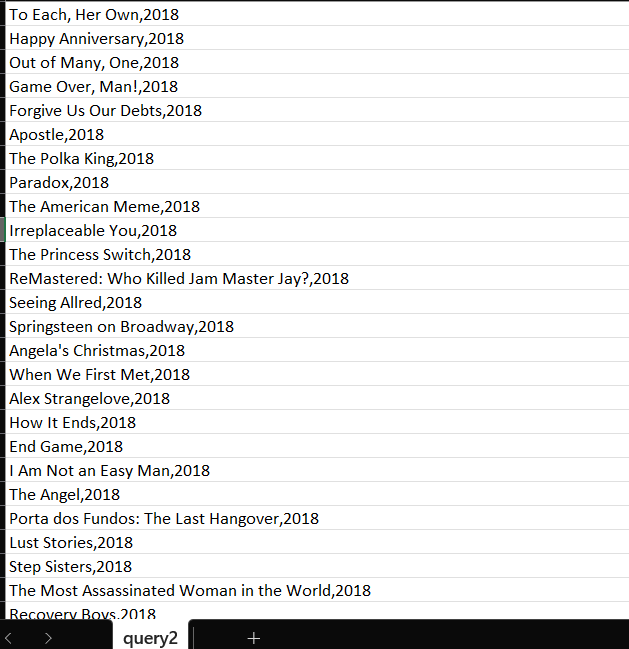 To Each, Her Own,2018
Happy Anniversary,2018
Out of Many, One,2018
Game Over, Man!,2018
Forgive Us Our Debts,2018
Apostle,2018
The Polka King,2018
Paradox,2018
The American Meme,2018
Irreplaceable You,2018
The Princess Switch,2018
ReMastered: Who Killed Jam Master Jay?,2018
Seeing Allred,2018
Springsteen on Broadway,2018
Angela's Christmas,2018
When We First Met,2018
Alex Strangelove,2018
How It Ends,2018
End Game,2018
I Am Not an Easy Man,2018
The Angel,2018
Porta dos Fundos: The Last Hangover,2018
Lust Stories,2018
Step Sisters,2018
The Most Assassinated Woman in the World,2018
Recovery Boys,2018
query2